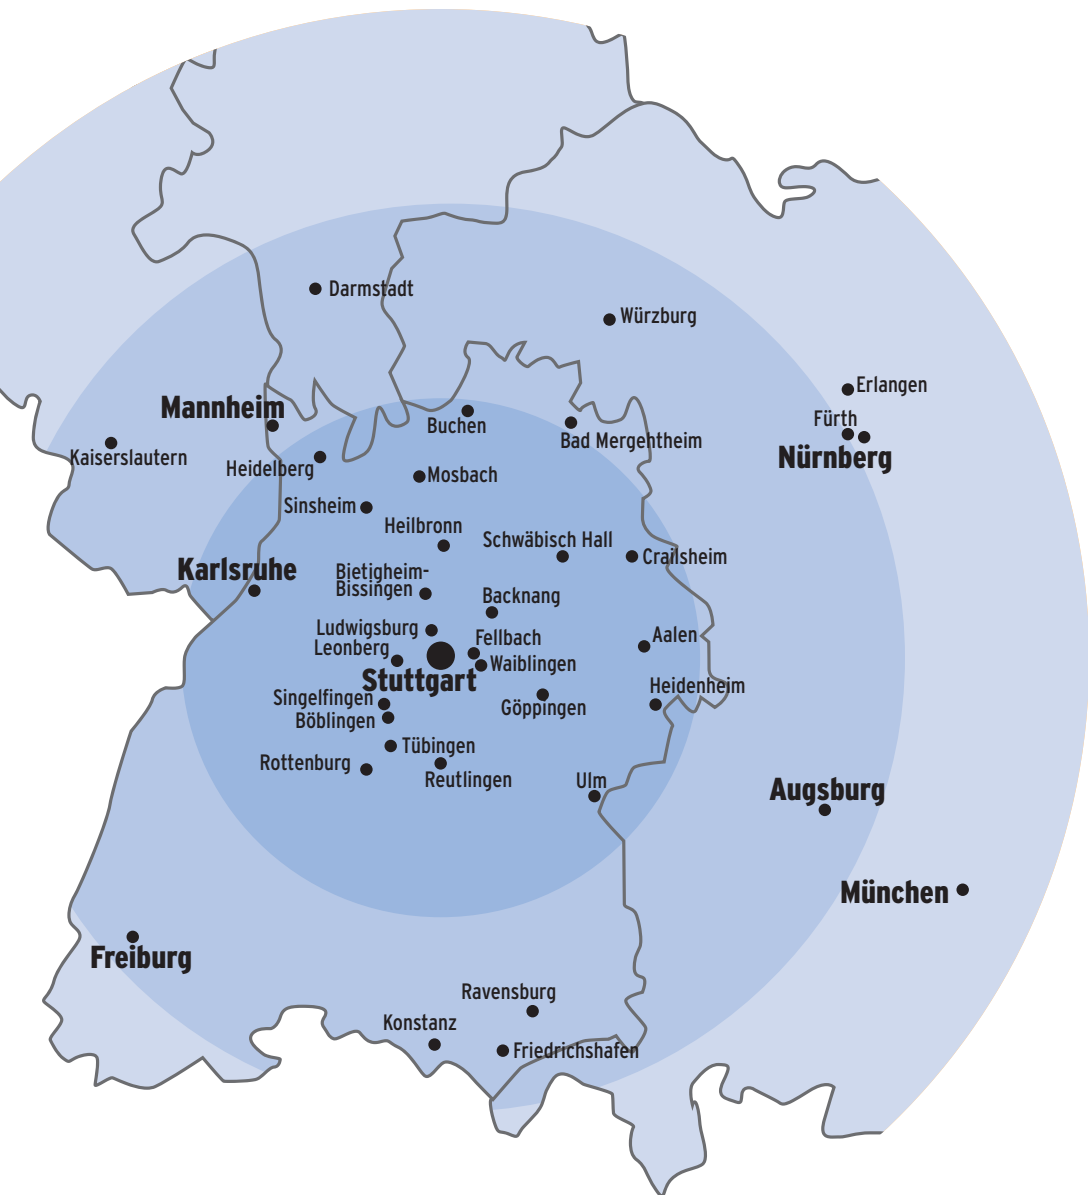 Darmstadt
Würzburg
Erlangen
Mannheim
Fürth
Buchen
Bad Mergehtheim
Kaiserslautern
Nürnberg
Heidelberg
Mosbach
Sinsheim
Heilbronn
Schwäbisch Hall
Crailsheim
Karlsruhe
Bietigheim-
Bissingen
Backnang
Ludwigsburg
Fellbach
Aalen
Leonberg
Waiblingen
Stuttgart
Heidenheim
Singelfingen
Göppingen
Böblingen
Tübingen
Rottenburg
Reutlingen
Ulm
Augsburg
München
Freiburg
Ravensburg
Konstanz
Friedrichshafen